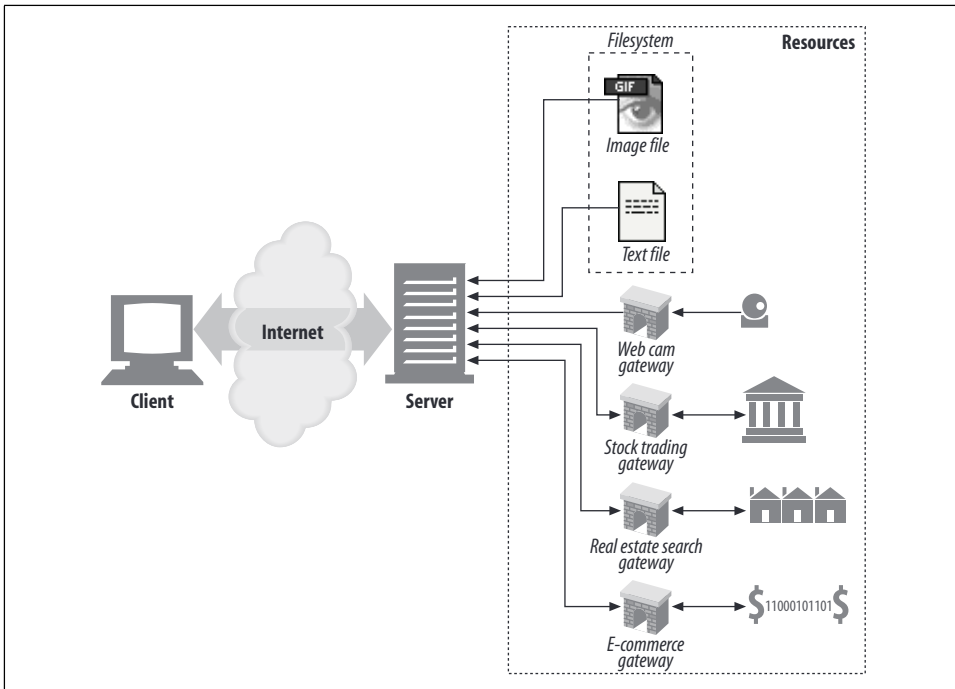 Filesystem
Resources
GIF
Image file
Text file
Internet
Client
Server
Web cam
gateway
Stock trading
gateway
Real estate search
gateway
$11000101101$
E-commerce
gateway